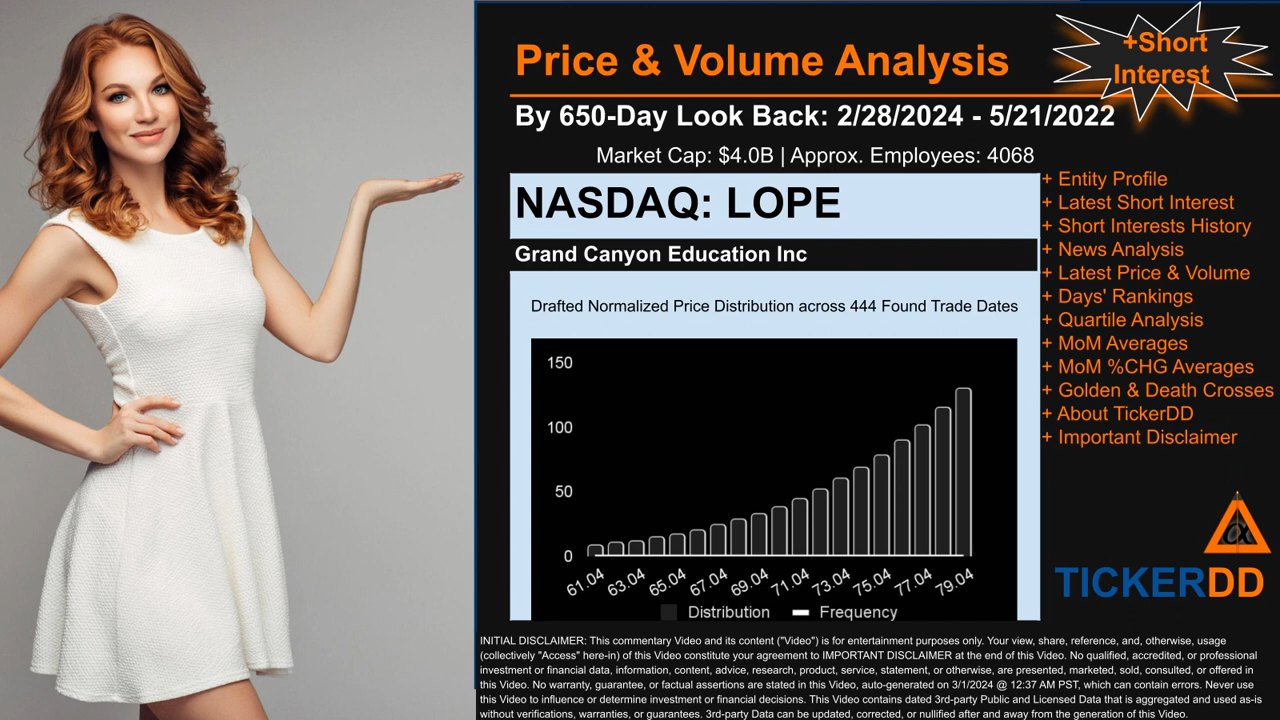 Price & Volume Analysis
+Short
Interest
By 650-Day Look Back: 2/28/2024 - 5/21/2022
Market Cap: $4.0B | Approx. Employees: 4068
NASDAQ: LOPE
Grand Canyon Education Inc
Drafted Normalized Price Distribution across 444 Found Trade Dates
150
100
50
0
61.04 63.04 65.04 67.04 69.04 71.04 73.04 75.04 77.04 79.04
Distribution Frequency
+ Entity Profile
+ Latest Short Interest
+ Short Interests History
+ News Analysis
+ Latest Price & Volume
+ Days' Rankings
+ Quartile Analysis
+ MoM Averages
+ MoM %CHG Averages
+ Golden & Death Crosses
+ About TickerDD
+ Important Disclaimer
TICKERDD
INITIAL DISCLAIMER: This commentary Video and its content ("Video") is for entertainment purposes only. Your view, share, reference, and, otherwise, usage
(collectively "Access" here-in) of this Video constitute your agreement to IMPORTANT DISCLAIMER at the end of this Video. No qualified, accredited, or professional
investment or financial data, information, content, advice, research, product, service, statement, or otherwise, are presented, marketed, sold, consulted, or offered in
this Video. No warranty, guarantee, or factual assertions are stated in this Video, auto-generated on 3/1/2024 @ 12:37 AM PST, which can contain errors. Never use
this Video to influence or determine investment or financial decisions. This Video contains dated 3rd-party Public and Licensed Data that is aggregated and used as-is
without verifications, warranties, or guarantees. 3rd-party Data can be updated, corrected, or nullified after and away from the generation of this Video.